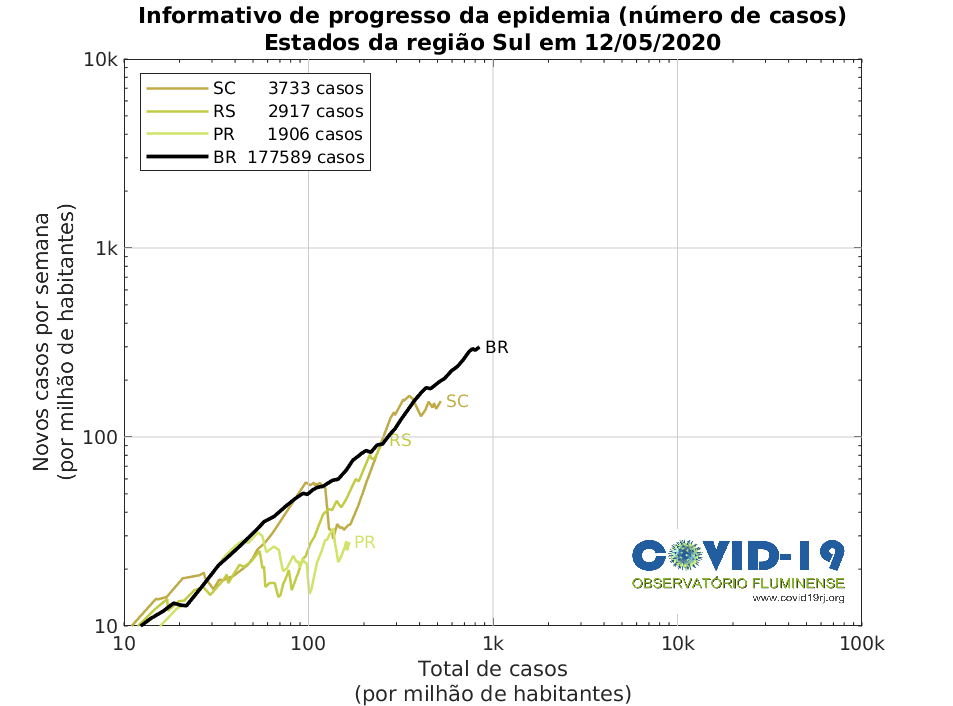 Informativo de progresso da epidemia (número de casos)
Estados da região Sul em 12/05/2020
10k
SC 3733 casos
RS 2917 casos
PR 1906 casos
BR 177589 casos
Novos casos por semana
(por milhão de habitantes)
1k
BR
SC
100
RS
PR
COVID-19
OBSERVATÓRIO FLUMINENSE
www.covid19rj.org
10
10 100 1k 10k 100k
Total de casos
(por milhão de habitantes)